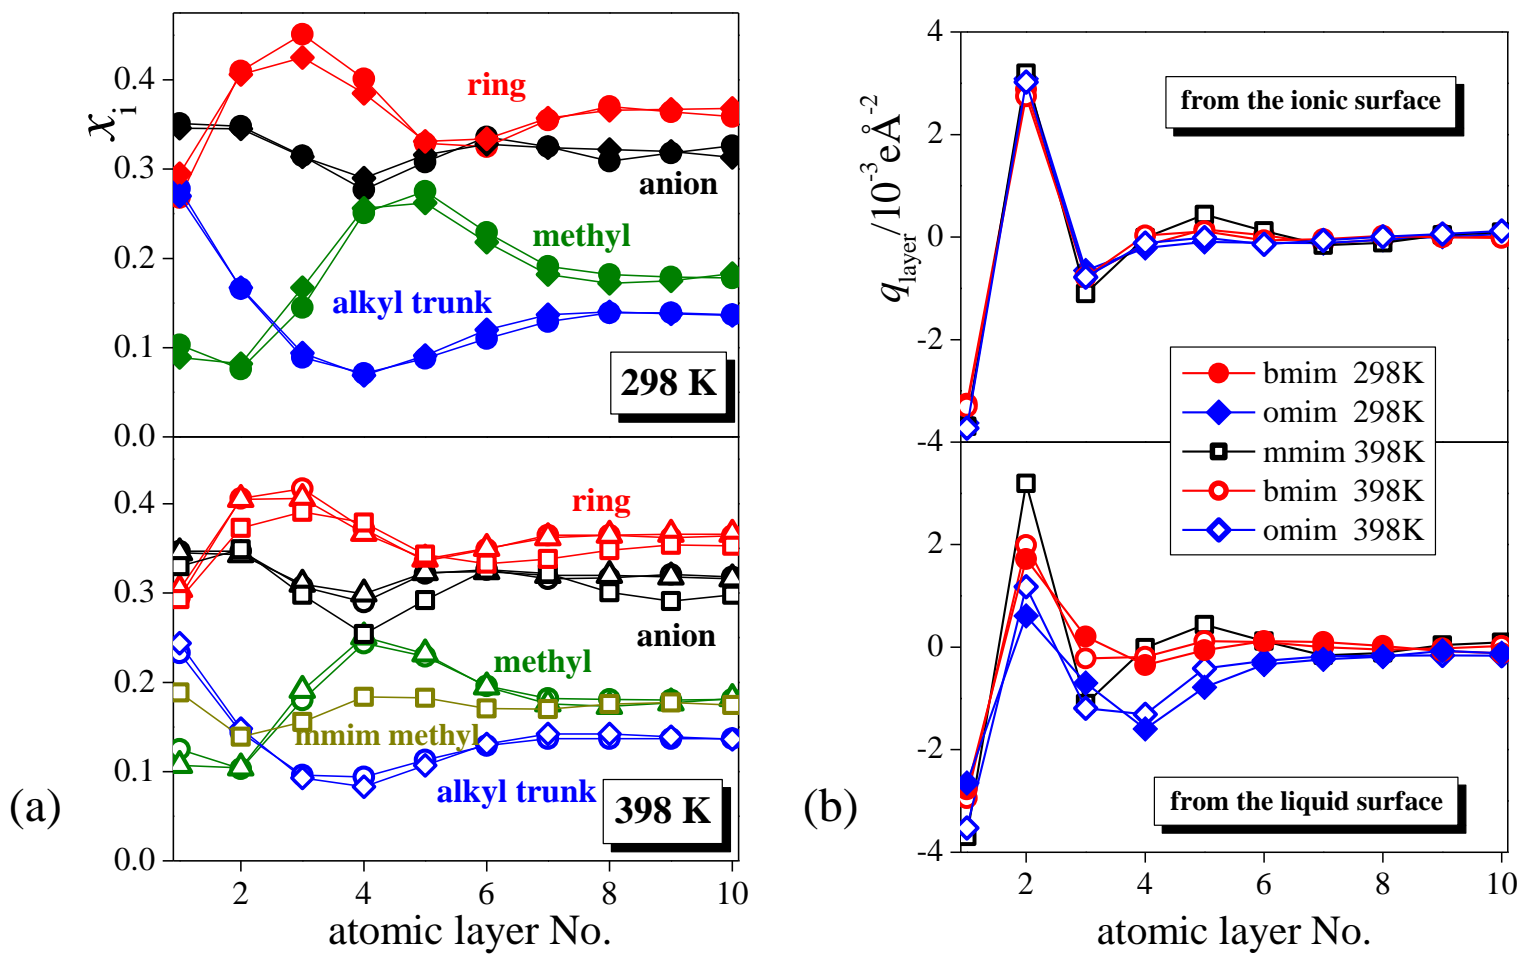 (a)
x_i
0.4
0.3
0.2
0.1
0.0
ring
anion
methyl
alkyl trunk
298 K
0.4
0.3
0.2
0.1
0.0
ring
anion
methyl
mmim methyl
alkyl trunk
398 K
2 4 6 8 10
atomic layer No.
(b)
q_layer/10^-3 eÅ^-2
4
2
0
-2
-4
from the ionic surface
bmim 298K
omim 298K
mmim 398K
bmim 398K
omim 398K
2
0
-2
-4
from the liquid surface
2 4 6 8 10
atomic layer No.